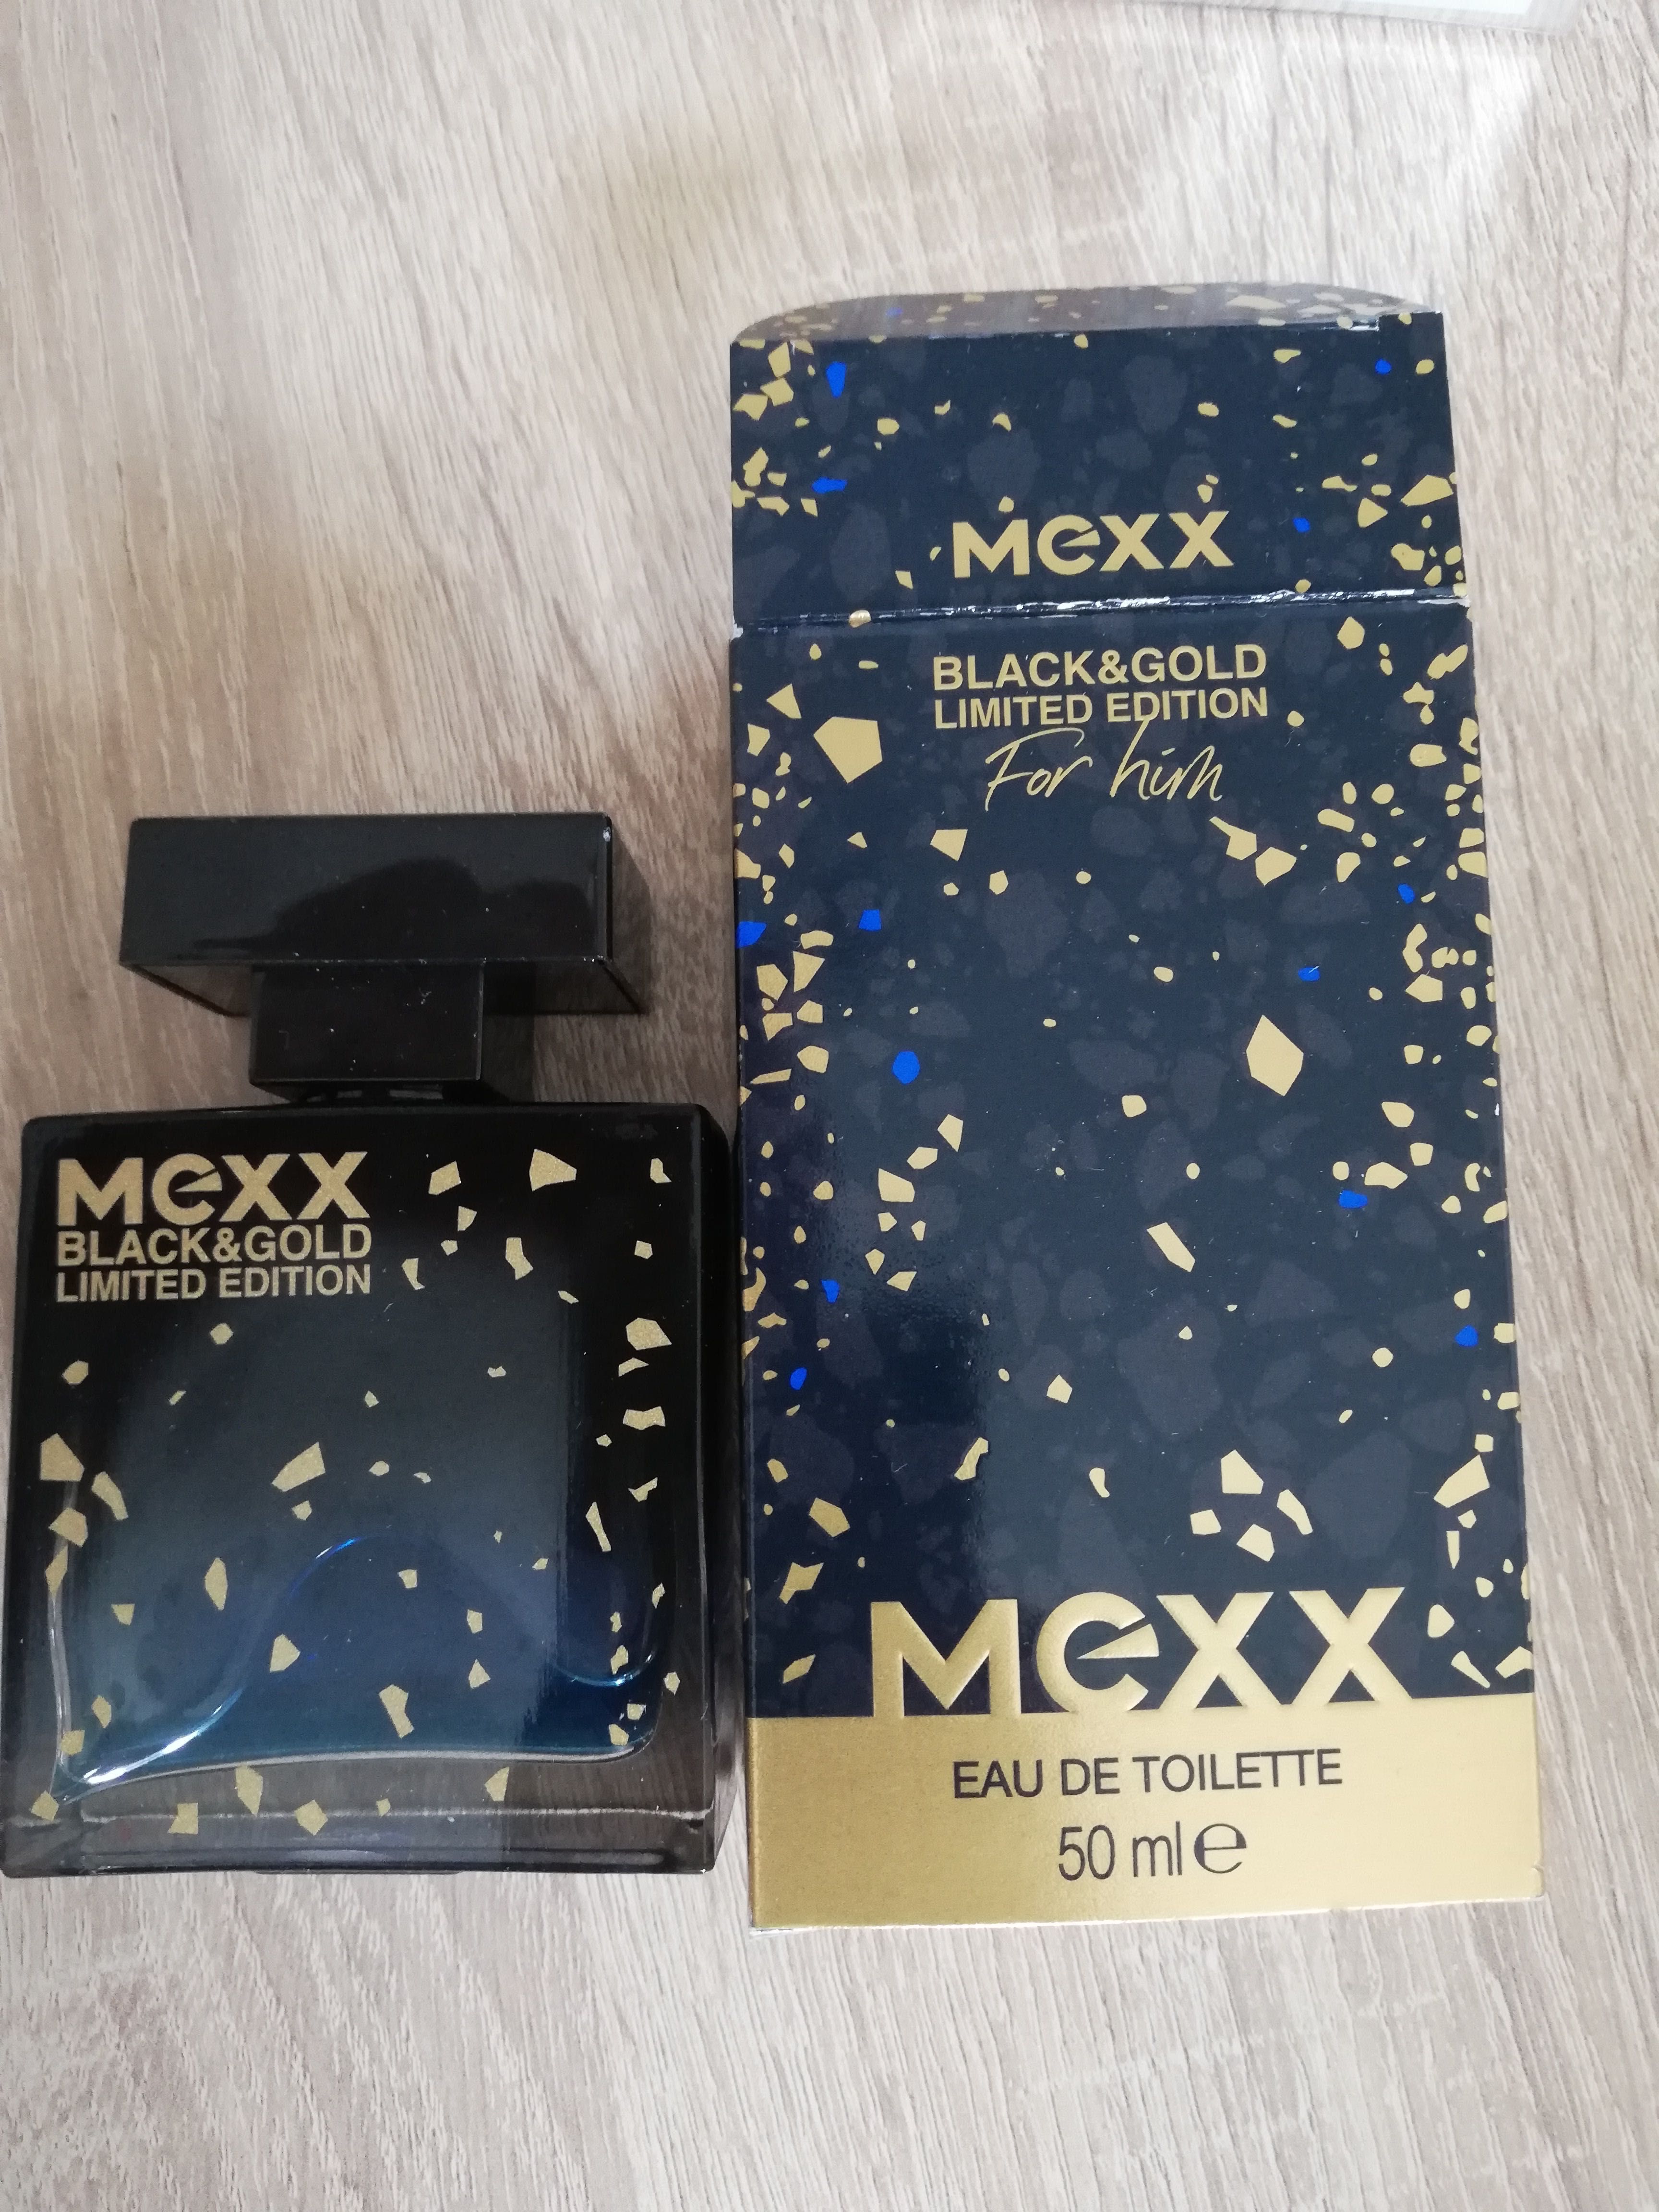 MEXX
BLACK&GOLD
LIMITED EDITION
For him
MEXX
EAU DE TOILETTE
50 ml e
MEXX
BLACK&GOLD
LIMITED EDITION